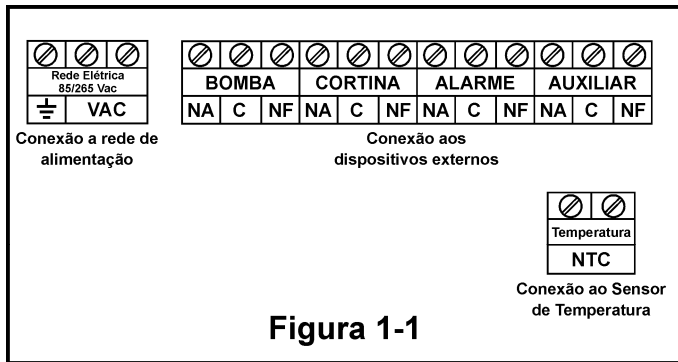 Rede Elétrica
85/265 Vac
VAC
Conexão a rede de
alimentação
BOMBA CORTINA ALARME AUXILIAR
NA C NF NA C NF NA C NF NA C NF
Conexão aos
dispositivos externos
Temperatura
NTC
Conexão ao Sensor
de Temperatura
Figura 1-1